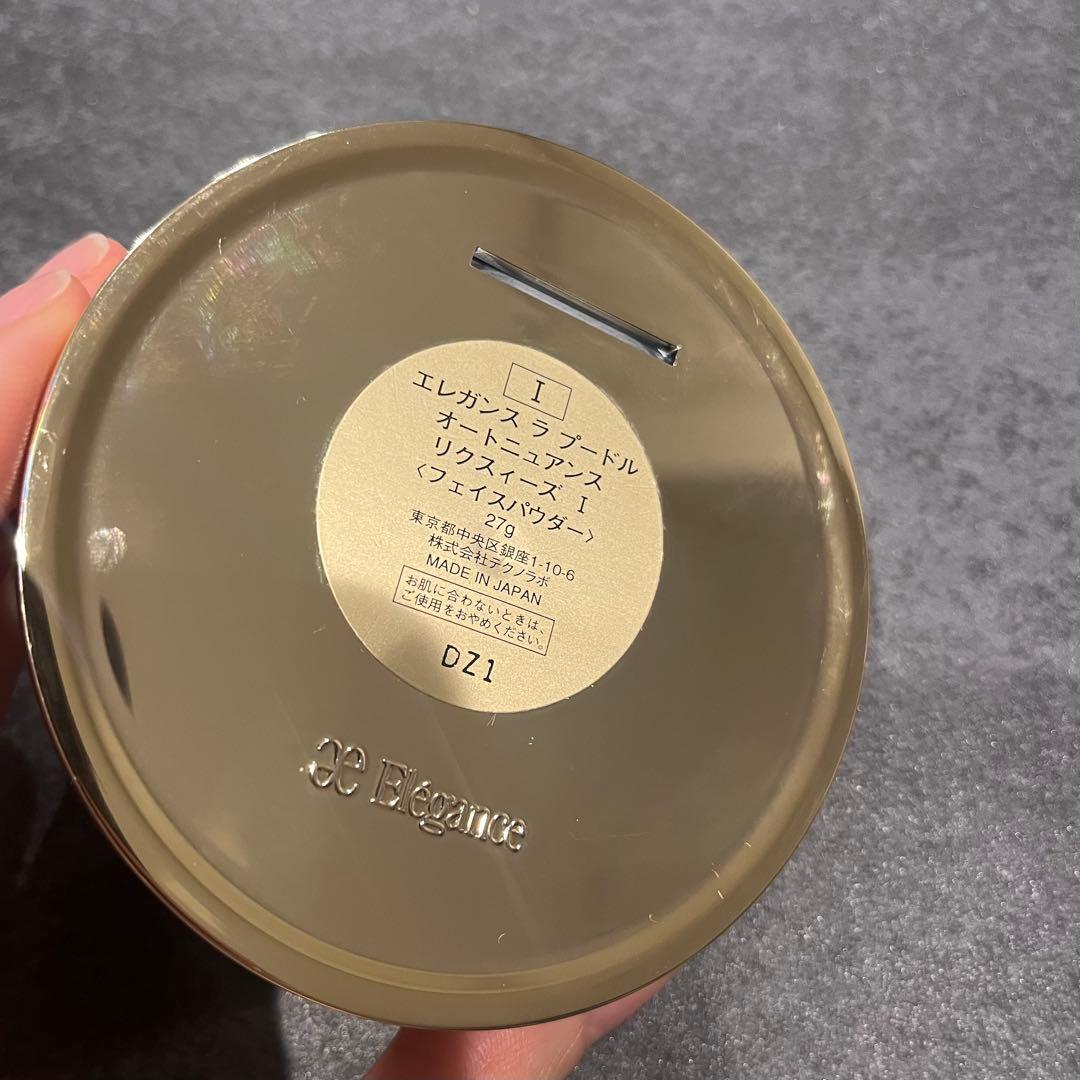 I
エレガンス ラ プードル
オートニュアンス
リクスィーズ I
〈フェイスパウダー〉
27g
東京都中央区銀座1-10-6
株式会社テクノラボ
MADE IN JAPAN
お肌に合わないときは、
ご使用をおやめください。
DZ1
æ Elégance